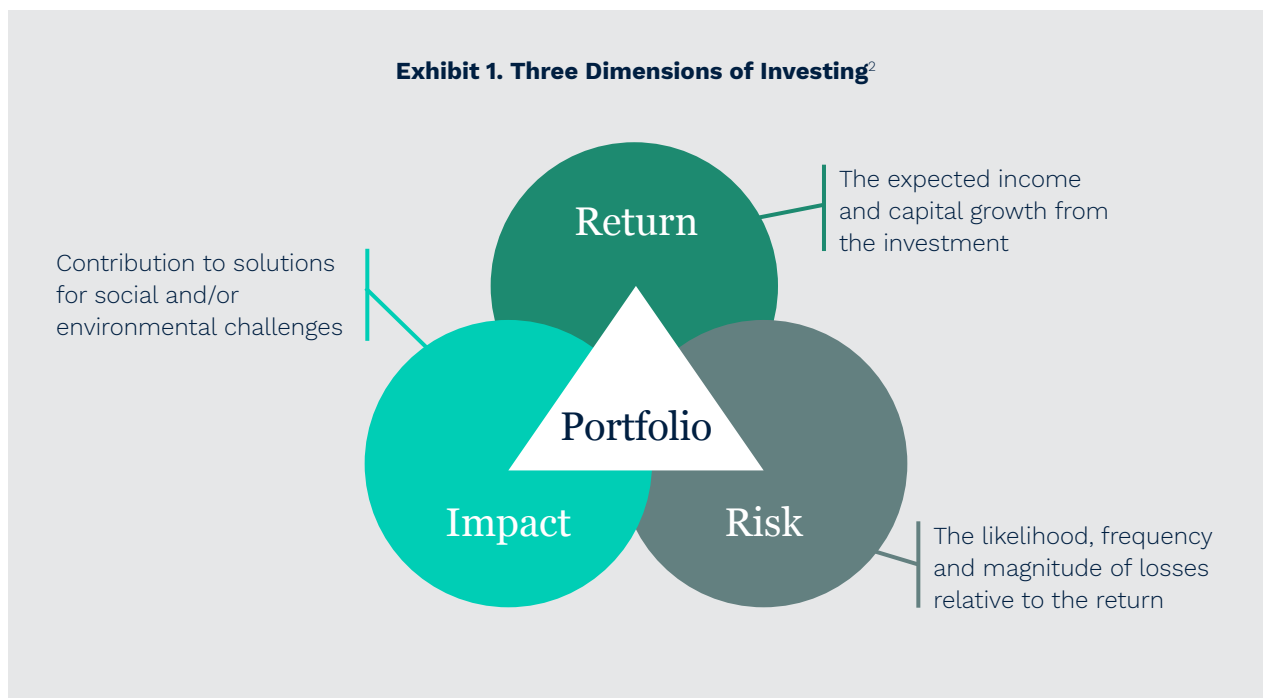 Exhibit 1. Three Dimensions of Investing²
Return
The expected income
and capital growth from
the investment
Contribution to solutions
for social and/or
environmental challenges
Portfolio
Impact
Risk
The likelihood, frequency
and magnitude of losses
relative to the return